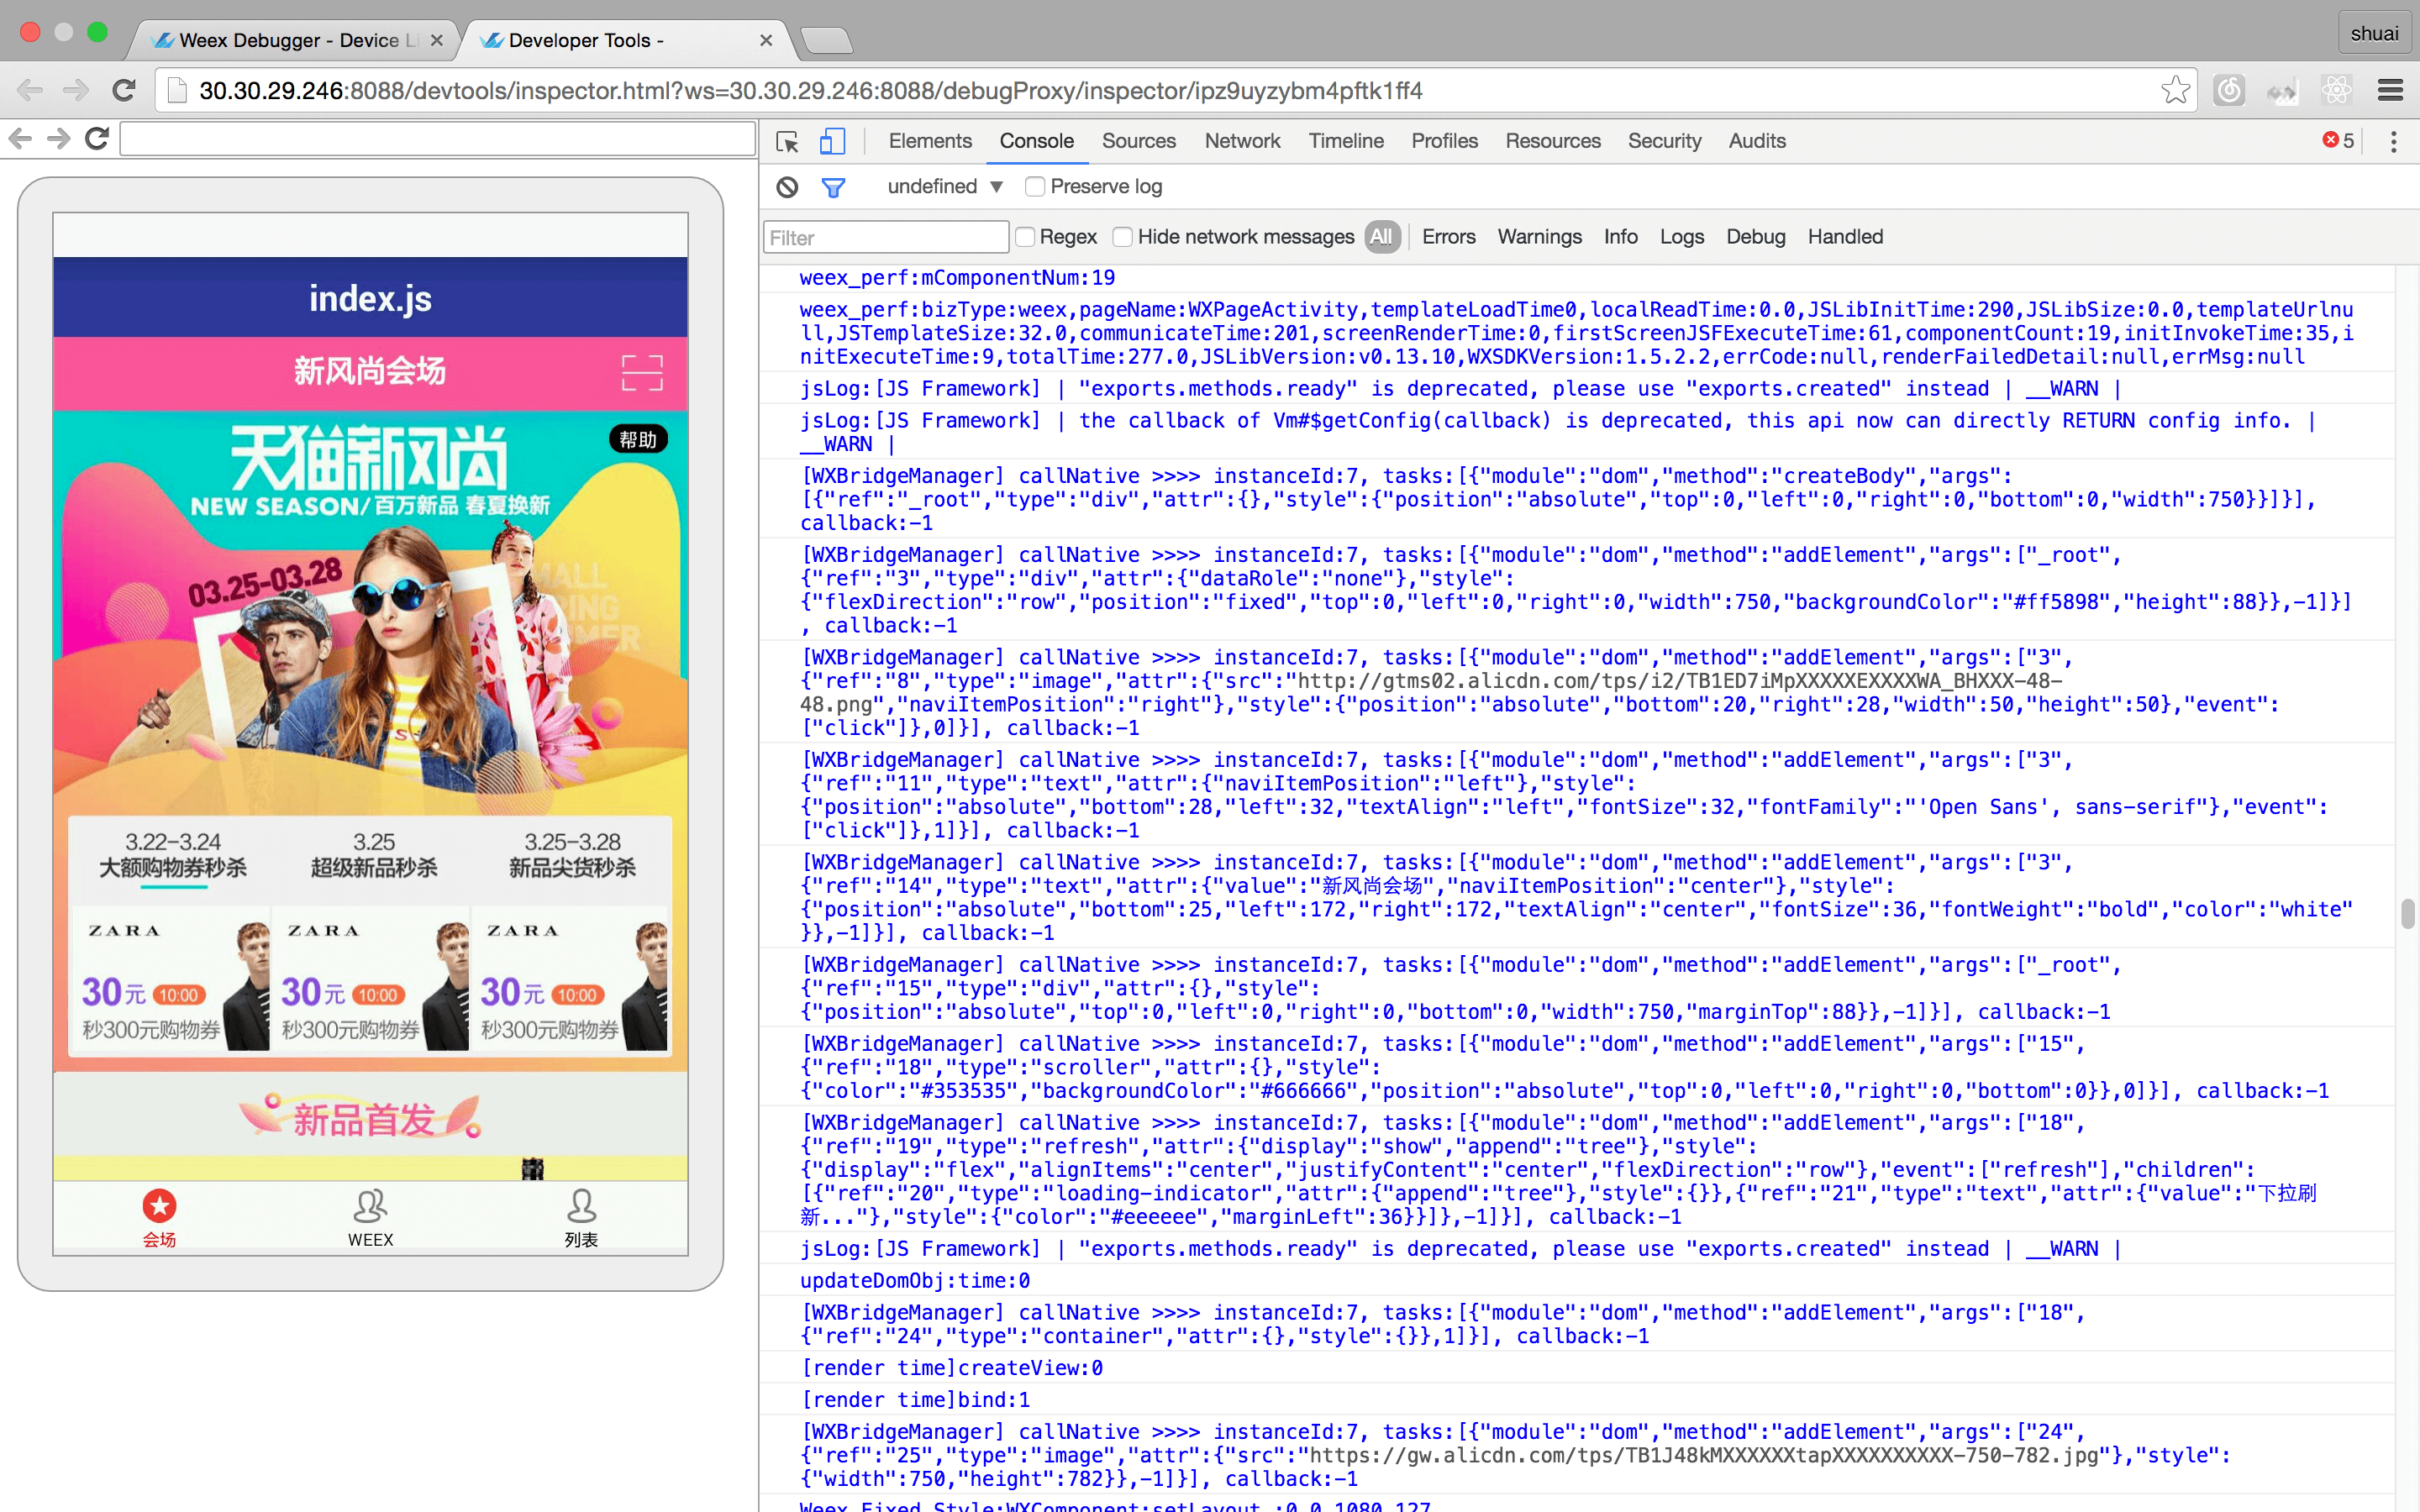 Weex Debugger - Device Li
Developer Tools -
shuai
30.30.29.246:8088/devtools/inspector.html?ws=30.30.29.246:8088/debugProxy/inspector/ipz9uyzybm4pftk1ff4
Elements Console Sources Network Timeline Profiles Resources Security Audits 5
undefined ▼ Preserve log
Filter Regex Hide network messages All Errors Warnings Info Logs Debug Handled
index.js
新风尚会场
帮助
天猫新风尚
NEW SEASON/百万新品 春夏换新
03.25-03.28
3.22-3.24
大额购物券秒杀
3.25
超级新品秒杀
3.25-3.28
新品尖货秒杀
ZARA
30元 10:00
秒300元购物券
ZARA
30元 10:00
秒300元购物券
ZARA
30元 10:00
秒300元购物券
新品首发
会场
WEEX
列表
weex_perf:mComponentNum:19
weex_perf:bizType:weex,pageName:WXPageActivity,templateLoadTime0,localReadTime:0.0,JSLibInitTime:290,JSLibSize:0.0,templateUrlnu
ll,JSTemplateSize:32.0,communicateTime:201,screenRenderTime:0,firstScreenJSFExecuteTime:61,componentCount:19,initInvokeTime:35,i
nitExecuteTime:9,totalTime:277.0,JSLibVersion:v0.13.10,WXSDKVersion:1.5.2.2,errCode:null,renderFailedDetail:null,errMsg:null
jsLog:[JS Framework] | "exports.methods.ready" is deprecated, please use "exports.created" instead | __WARN |
jsLog:[JS Framework] | the callback of Vm#$getConfig(callback) is deprecated, this api now can directly RETURN config info. |
__WARN |
[WXBridgeManager] callNative >>>> instanceId:7, tasks:[{"module":"dom","method":"createBody","args":
[{"ref":"_root","type":"div","attr":{},"style":{"position":"absolute","top":0,"left":0,"right":0,"bottom":0,"width":750}}]}],
callback:-1
[WXBridgeManager] callNative >>>> instanceId:7, tasks:[{"module":"dom","method":"addElement","args":["_root",
{"ref":"3","type":"div","attr":{"dataRole":"none"},"style":
{"flexDirection":"row","position":"fixed","top":0,"left":0,"right":0,"width":750,"backgroundColor":"#ff5898","height":88}},-1]}]
, callback:-1
[WXBridgeManager] callNative >>>> instanceId:7, tasks:[{"module":"dom","method":"addElement","args":["3",
{"ref":"8","type":"image","attr":{"src":"http://gtms02.alicdn.com/tps/i2/TB1ED7iMpXXXXXEXXXXWA_BHXXX-48-
48.png","naviItemPosition":"right"},"style":{"position":"absolute","bottom":20,"right":28,"width":50,"height":50},"event":
["click"]},0]}], callback:-1
[WXBridgeManager] callNative >>>> instanceId:7, tasks:[{"module":"dom","method":"addElement","args":["3",
{"ref":"11","type":"text","attr":{"naviItemPosition":"left"},"style":
{"position":"absolute","bottom":28,"left":32,"textAlign":"left","fontSize":32,"fontFamily":"'Open Sans', sans-serif"},"event":
["click"]},1]}], callback:-1
[WXBridgeManager] callNative >>>> instanceId:7, tasks:[{"module":"dom","method":"addElement","args":["3",
{"ref":"14","type":"text","attr":{"value":"新风尚会场","naviItemPosition":"center"},"style":
{"position":"absolute","bottom":25,"left":172,"right":172,"textAlign":"center","fontSize":36,"fontWeight":"bold","color":"white"
}},-1]}], callback:-1
[WXBridgeManager] callNative >>>> instanceId:7, tasks:[{"module":"dom","method":"addElement","args":["_root",
{"ref":"15","type":"div","attr":{},"style":
{"position":"absolute","top":0,"left":0,"right":0,"bottom":0,"width":750,"marginTop":88}},-1]}], callback:-1
[WXBridgeManager] callNative >>>> instanceId:7, tasks:[{"module":"dom","method":"addElement","args":["15",
{"ref":"18","type":"scroller","attr":{},"style":
{"color":"#353535","backgroundColor":"#666666","position":"absolute","top":0,"left":0,"right":0,"bottom":0}},0]}], callback:-1
[WXBridgeManager] callNative >>>> instanceId:7, tasks:[{"module":"dom","method":"addElement","args":["18",
{"ref":"19","type":"refresh","attr":{"display":"show","append":"tree"},"style":
{"display":"flex","alignItems":"center","justifyContent":"center","flexDirection":"row"},"event":["refresh"],"children":
[{"ref":"20","type":"loading-indicator","attr":{"append":"tree"},"style":{}},{"ref":"21","type":"text","attr":{"value":"下拉刷
新..."},"style":{"color":"#eeeeee","marginLeft":36}}]},-1]}], callback:-1
jsLog:[JS Framework] | "exports.methods.ready" is deprecated, please use "exports.created" instead | __WARN |
updateDomObj:time:0
[WXBridgeManager] callNative >>>> instanceId:7, tasks:[{"module":"dom","method":"addElement","args":["18",
{"ref":"24","type":"container","attr":{},"style":{}},1]}], callback:-1
[render time]createView:0
[render time]bind:1
[WXBridgeManager] callNative >>>> instanceId:7, tasks:[{"module":"dom","method":"addElement","args":["24",
{"ref":"25","type":"image","attr":{"src":"https://gw.alicdn.com/tps/TB1J48kMXXXXXXtapXXXXXXXXXX-750-782.jpg"},"style":
{"width":750,"height":782}},-1]}], callback:-1
Weex Fixed Style:WXComponent:setLayout :0 0 1080 127